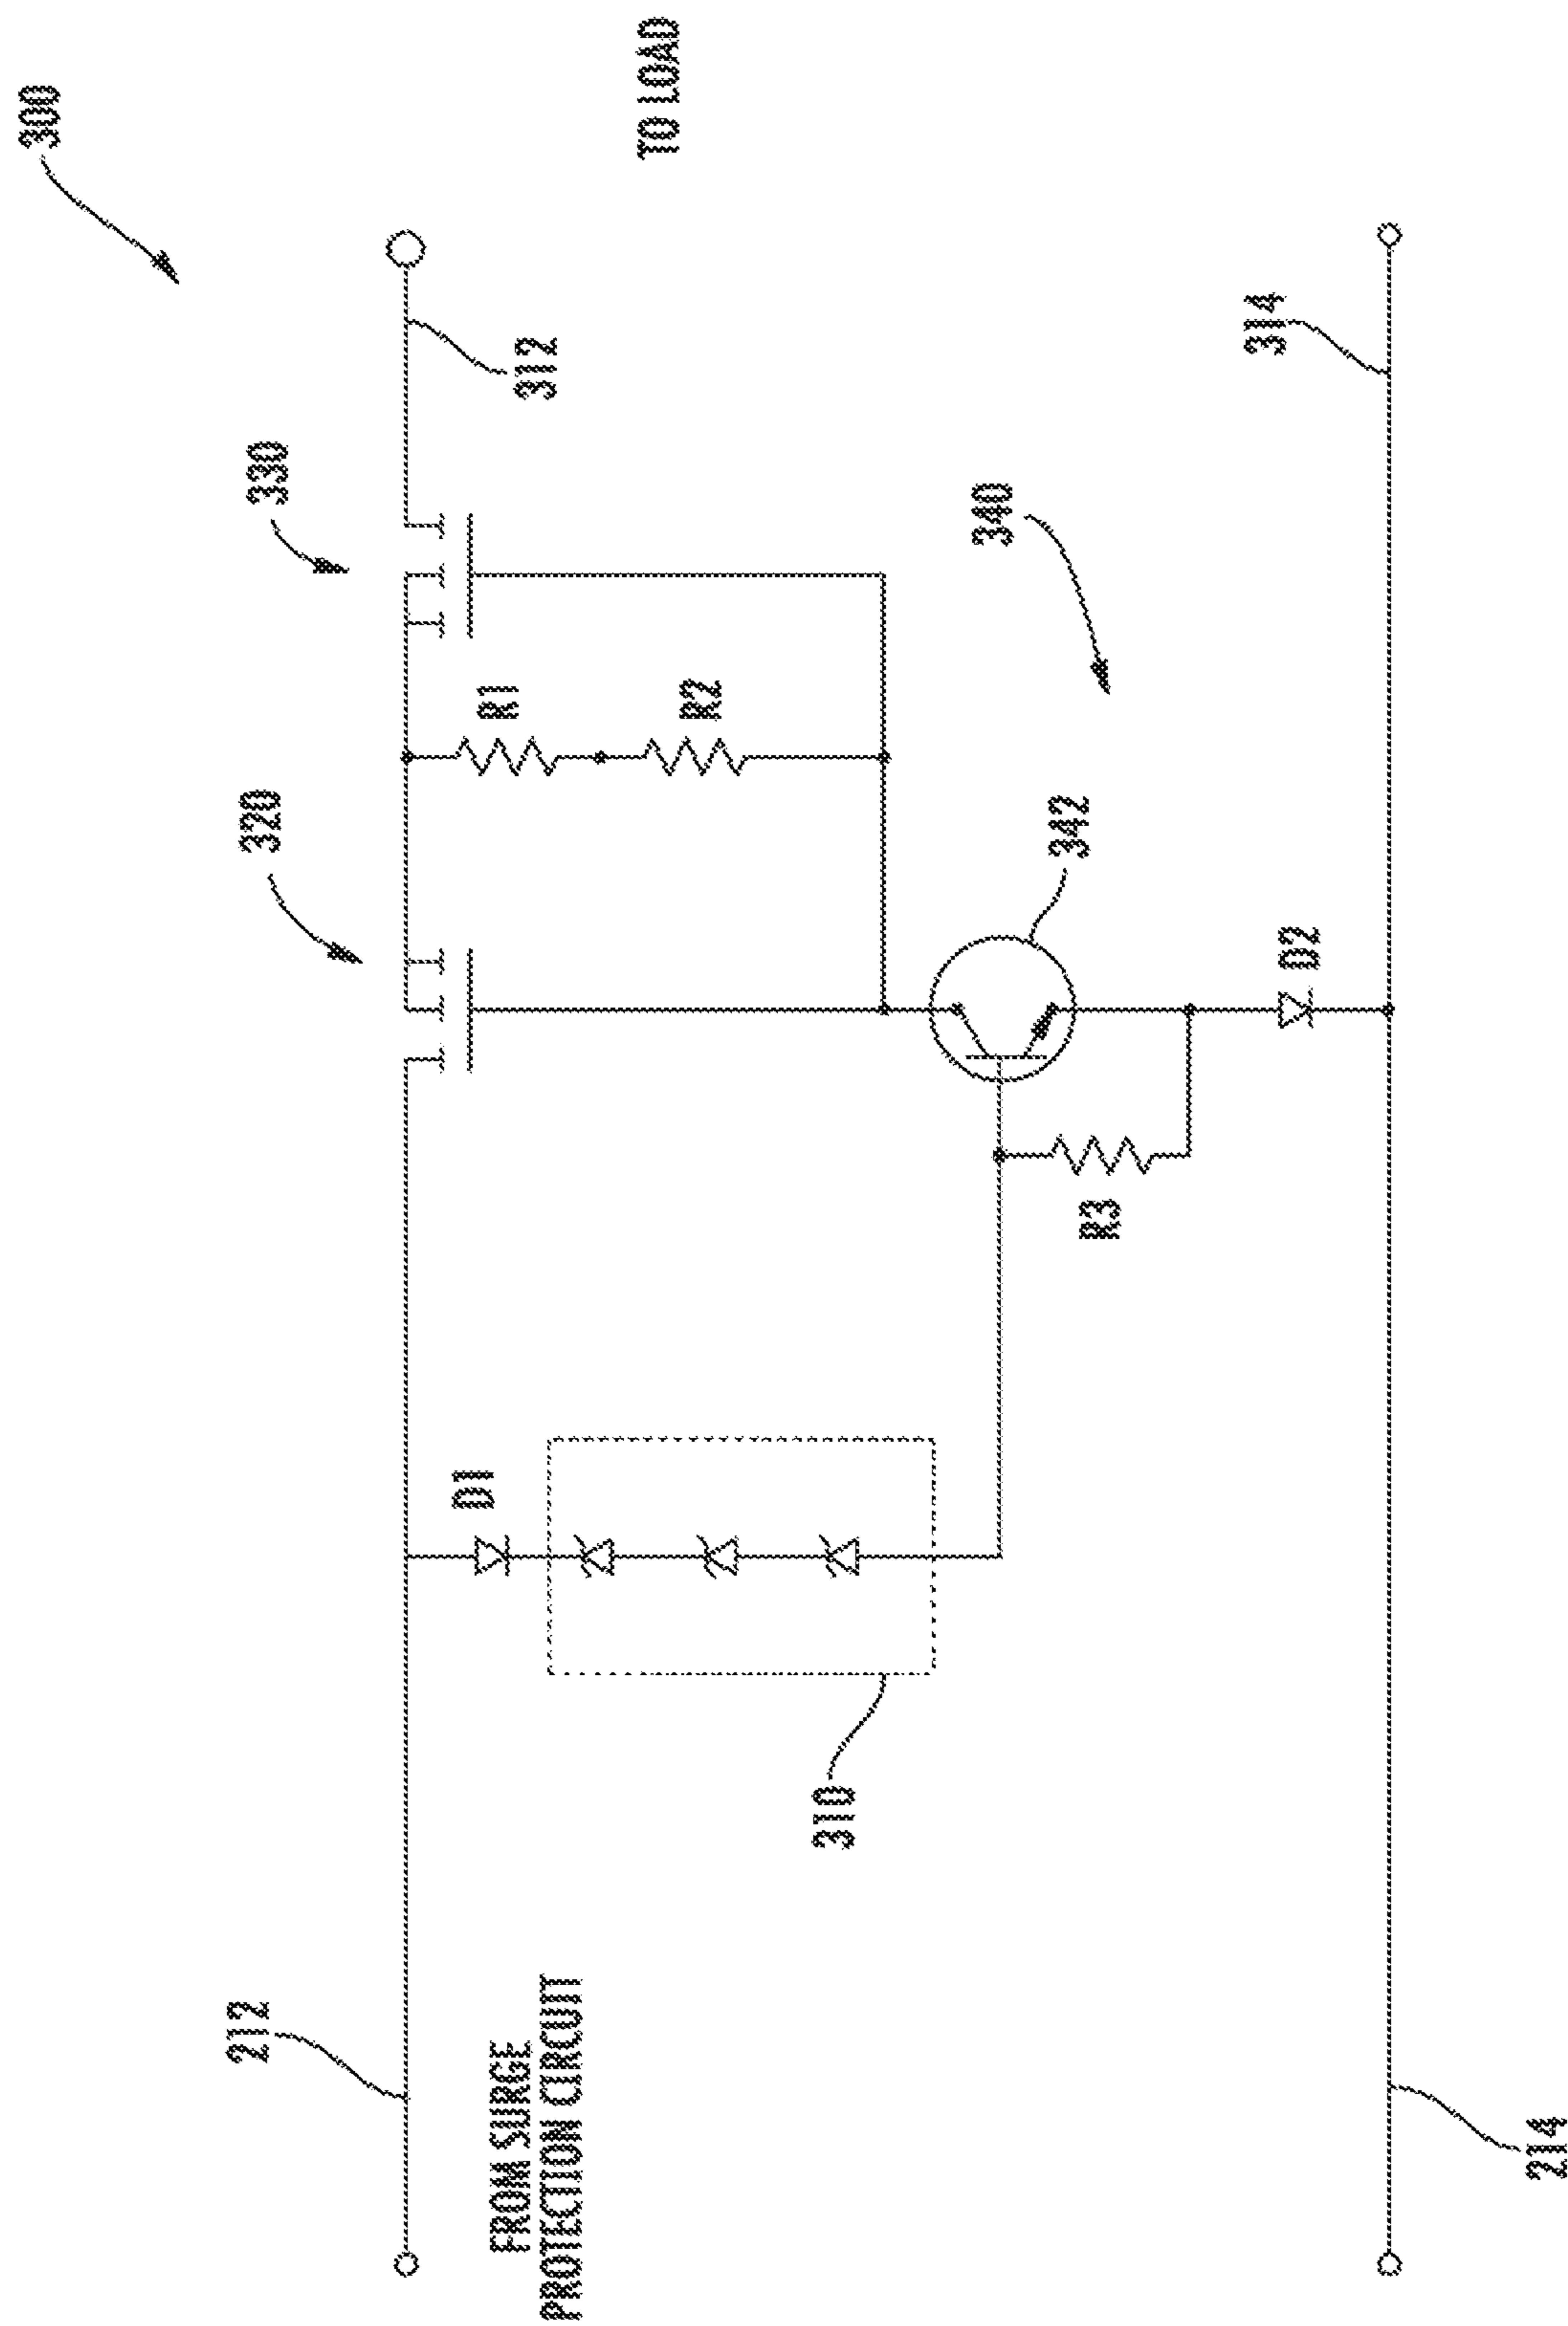 300
TO LOAD
312
314
330
340
R1
R2
320
342
D2
R3
D1
310
212
FROM SURGE
PROTECTION CIRCUIT
214